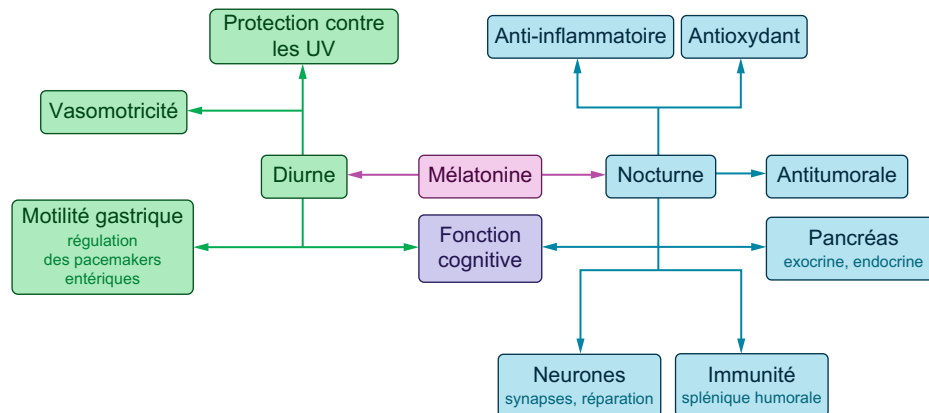 Protection contre
les UV
Anti-inflammatoire
Antioxydant
Vasomotricité
Diurne
Mélatonine
Nocturne
Antitumorale
Motilité gastrique
régulation
des pacemakers
entériques
Fonction
cognitive
Pancréas
exocrine, endocrine
Neurones
synapses, réparation
Immunité
splénique humorale